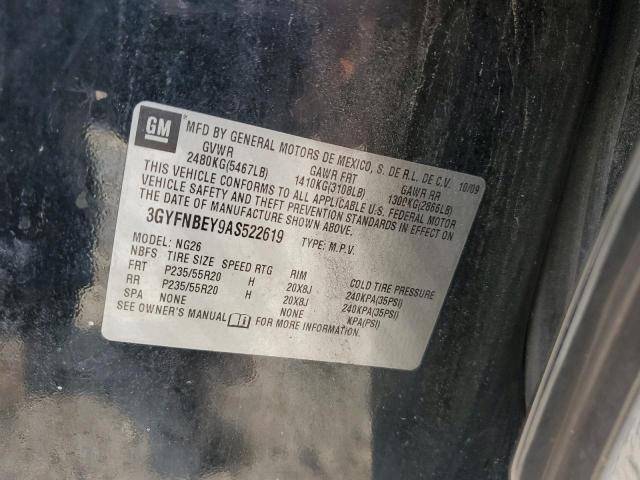 GM
MFD BY GENERAL MOTORS DE MEXICO, S. DE R.L. DE C.V. 10/09
GVWR GAWR FRT GAWR RR
2480KG(5467LB) 1410KG(3108LB) 1300KG(2866LB)
THIS VEHICLE CONFORMS TO ALL APPLICABLE U.S. FEDERAL MOTOR
VEHICLE SAFETY AND THEFT PREVENTION STANDARDS IN EFFECT ON
THE DATE OF MANUFACTURE SHOWN ABOVE.
3GYFNBEY9AS522619 TYPE: M.P.V.
MODEL: NG26
NBFS TIRE SIZE SPEED RTG RIM COLD TIRE PRESSURE
FRT P235/55R20 H 20X8J 240KPA(35PSI)
RR P235/55R20 H 20X8J 240KPA(35PSI)
SPA NONE NONE KPA(PSI)
SEE OWNER'S MANUAL FOR MORE INFORMATION.